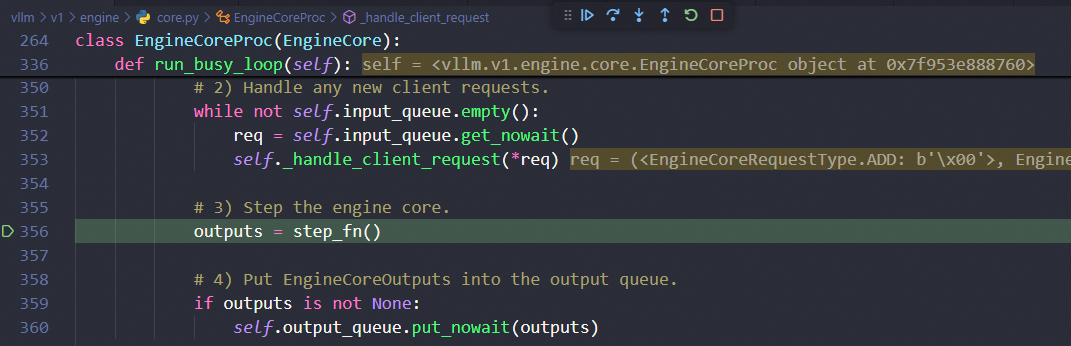 vllm > v1 > engine > core.py > EngineCoreProc > _handle_client_request
264 class EngineCoreProc(EngineCore):
336 def run_busy_loop(self): self = <vllm.v1.engine.core.EngineCoreProc object at 0x7f953e888760>
350 # 2) Handle any new client requests.
351 while not self.input_queue.empty():
352 req = self.input_queue.get_nowait()
353 self._handle_client_request(*req) req = (<EngineCoreRequestType.ADD: b'\x00'>, Engine
354
355 # 3) Step the engine core.
356 outputs = step_fn()
357
358 # 4) Put EngineCoreOutputs into the output queue.
359 if outputs is not None:
360 self.output_queue.put_nowait(outputs)